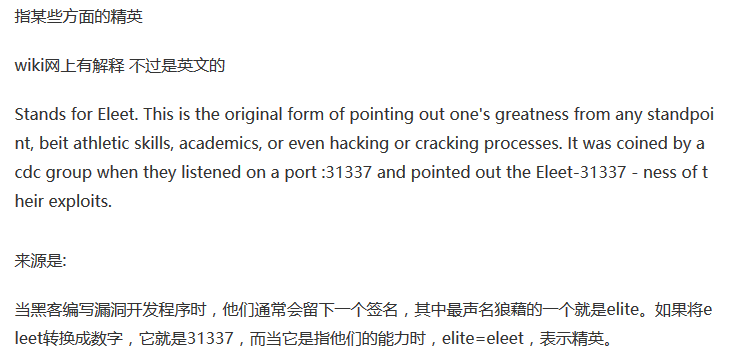 指某些方面的精英
wiki网上有解释 不过是英文的
Stands for Eleet. This is the original form of pointing out one's greatness from any standpoi
nt, beit athletic skills, academics, or even hacking or cracking processes. It was coined by a
cdc group when they listened on a port :31337 and pointed out the Eleet-31337 - ness of t
heir exploits.
来源是:
当黑客编写漏洞开发程序时，他们通常会留下一个签名，其中最声名狼藉的一个就是elite。如果将e
leet转换成数字，它就是31337，而当它是指他们的能力时，elite=eleet，表示精英。